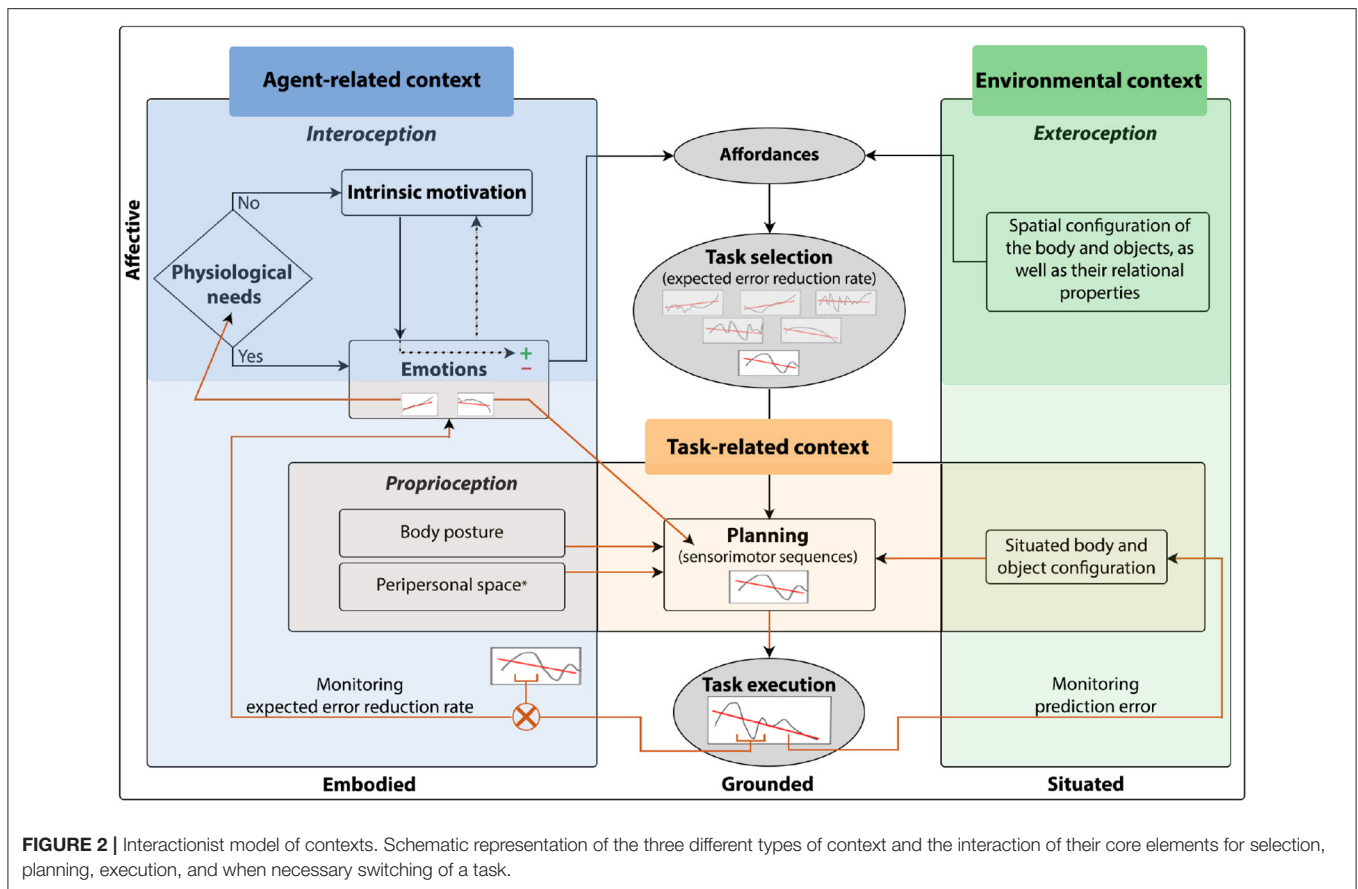 Agent-related context
Environmental context
Affective
Interoception
No
Intrinsic motivation
Physiological
needs
Yes
Emotions
+
−
Affordances
Task selection
(expected error reduction rate)
Exteroception
Spatial configuration of
the body and objects, as
well as their relational
properties
Task-related context
Proprioception
Body posture
Peripersonal space*
Planning
(sensorimotor sequences)
Situated body and
object configuration
Monitoring
expected error reduction rate
Task execution
Monitoring
prediction error
Embodied
Grounded
Situated
FIGURE 2 | Interactionist model of contexts. Schematic representation of the three different types of context and the interaction of their core elements for selection,
planning, execution, and when necessary switching of a task.